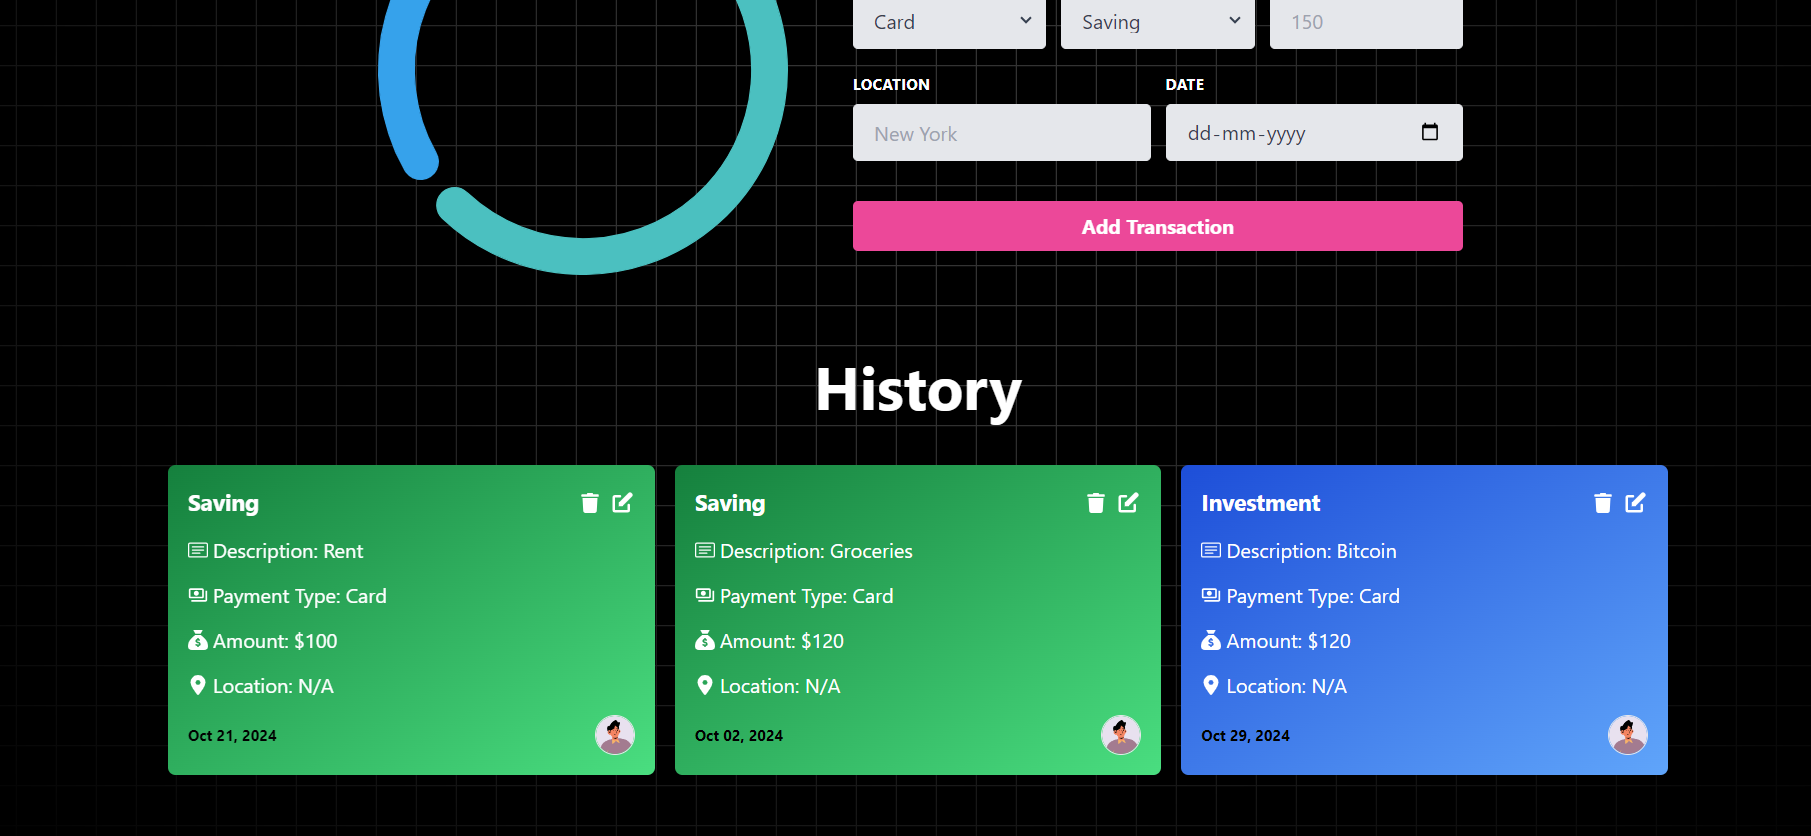 Card
Saving
150
LOCATION
DATE
New York
dd-mm-yyyy
Add Transaction
History
Saving
Description: Rent
Payment Type: Card
Amount: $100
Location: N/A
Oct 21, 2024
Saving
Description: Groceries
Payment Type: Card
Amount: $120
Location: N/A
Oct 02, 2024
Investment
Description: Bitcoin
Payment Type: Card
Amount: $120
Location: N/A
Oct 29, 2024